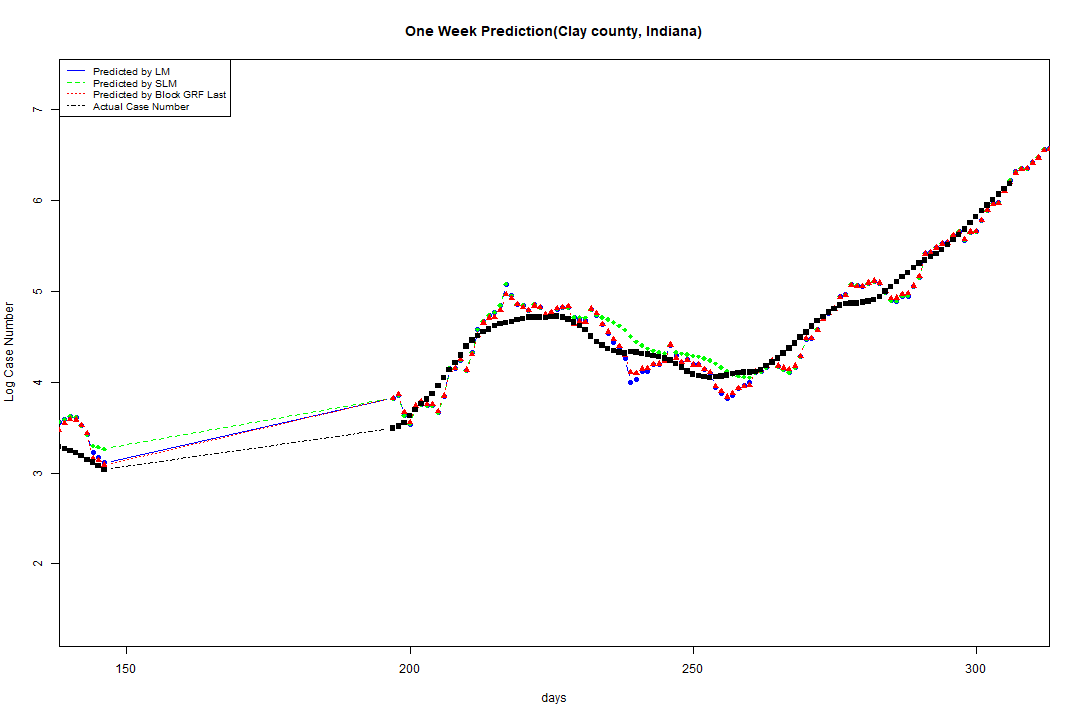 One Week Prediction(Clay county, Indiana)
Predicted by LM
Predicted by SLM
Predicted by Block GRF Last
Actual Case Number
Log Case Number
7
6
5
4
3
2
150
200
250
300
days